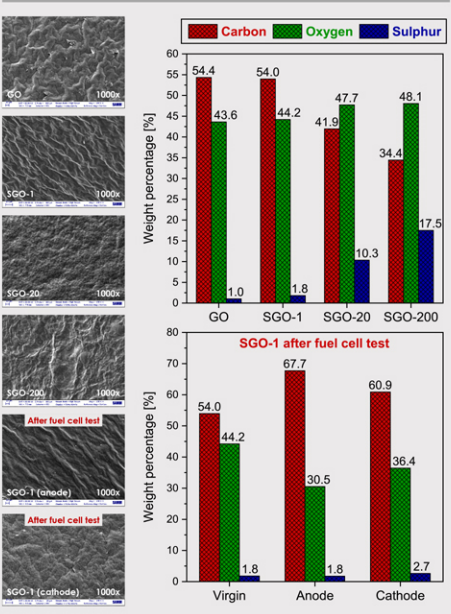 GO 1000x
SGO-1 1000x
SGO-20 1000x
SGO-200 1000x
After fuel cell test
SGO-1 (anode) 1000x
After fuel cell test
SGO-1 (cathode) 1000x
Carbon Oxygen Sulphur
Weight percentage [%]
60
55
50
45
40
35
30
25
20
15
10
5
0
54.4 43.6 1.0
54.0 44.2 1.8
41.9 47.7 10.3
34.4 48.1 17.5
GO SGO-1 SGO-20 SGO-200
SGO-1 after fuel cell test
Weight percentage [%]
80
70
60
50
40
30
20
10
0
54.0 44.2 1.8
67.7 30.5 1.8
60.9 36.4 2.7
Virgin Anode Cathode